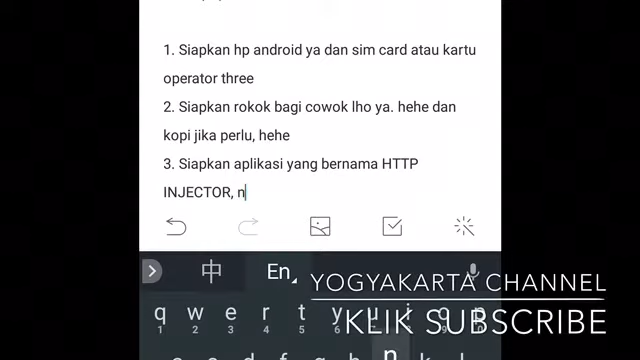 1. Siapkan hp android ya dan sim card atau kartu
operator three
2. Siapkan rokok bagi cowok lho ya. hehe dan
kopi jika perlu, hehe
3. Siapkan aplikasi yang bernama HTTP
INJECTOR, n
中 En
YOGYAKARTA CHANNEL
KLIK SUBSCRIBE
q w e r t y u i o p
1 2 3 4 5 6 7 8 9 0
n